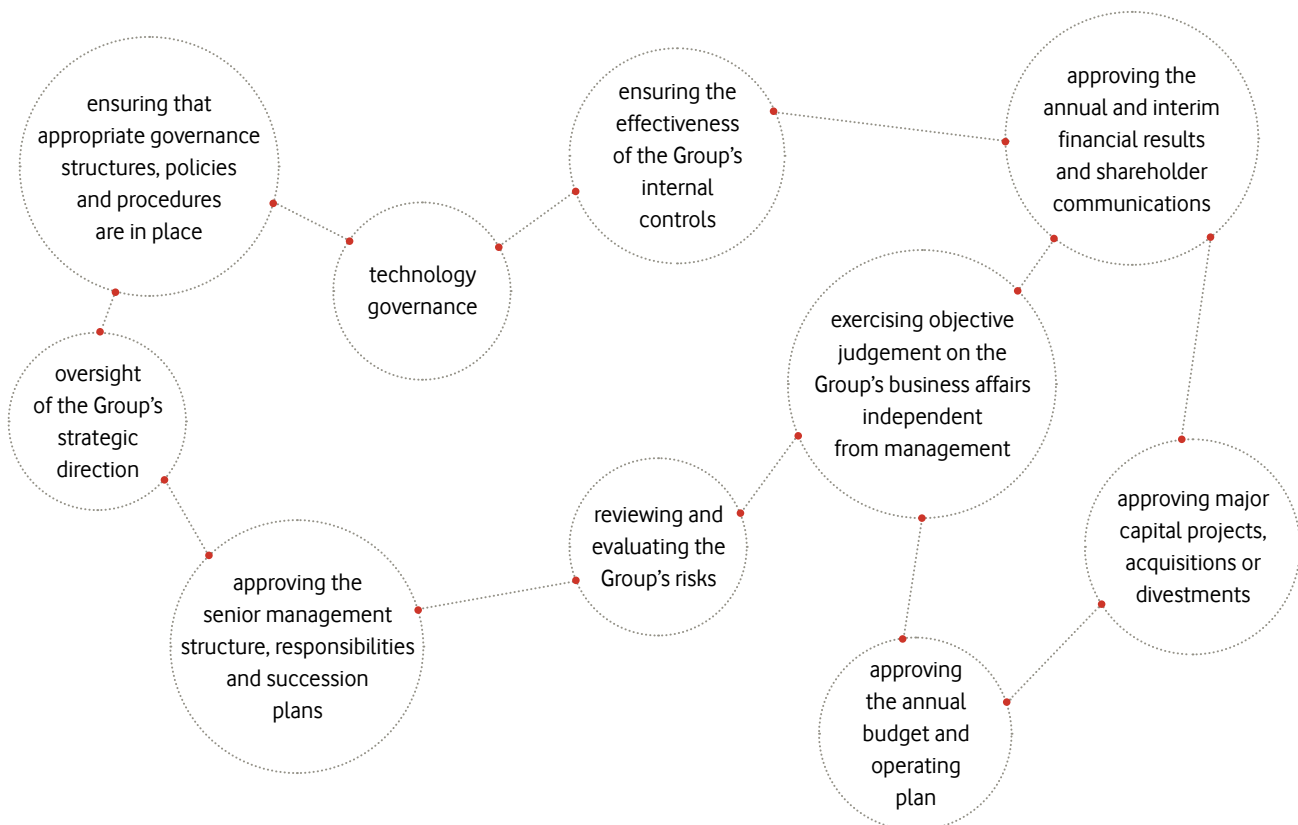 ensuring that
appropriate governance
structures, policies
and procedures
are in place
technology
governance
ensuring the
effectiveness
of the Group's
internal
controls
approving the
annual and interim
financial results
and shareholder
communications
oversight
of the Group's
strategic
direction
approving the
senior management
structure, responsibilities
and succession
plans
reviewing and
evaluating the
Group's risks
exercising objective
judgement on the
Group's business affairs
independent
from management
approving major
capital projects,
acquisitions or
divestments
approving
the annual
budget and
operating
plan